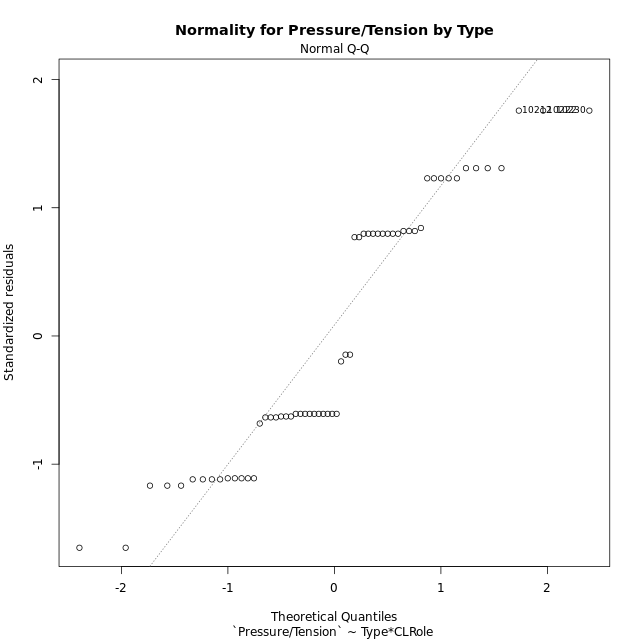 Normality for Pressure/Tension by Type
Normal Q-Q
2
1
0
-1
Standardized residuals
-2
-1
0
1
2
Theoretical Quantiles
`Pressure/Tension` ~ Type*CLRole